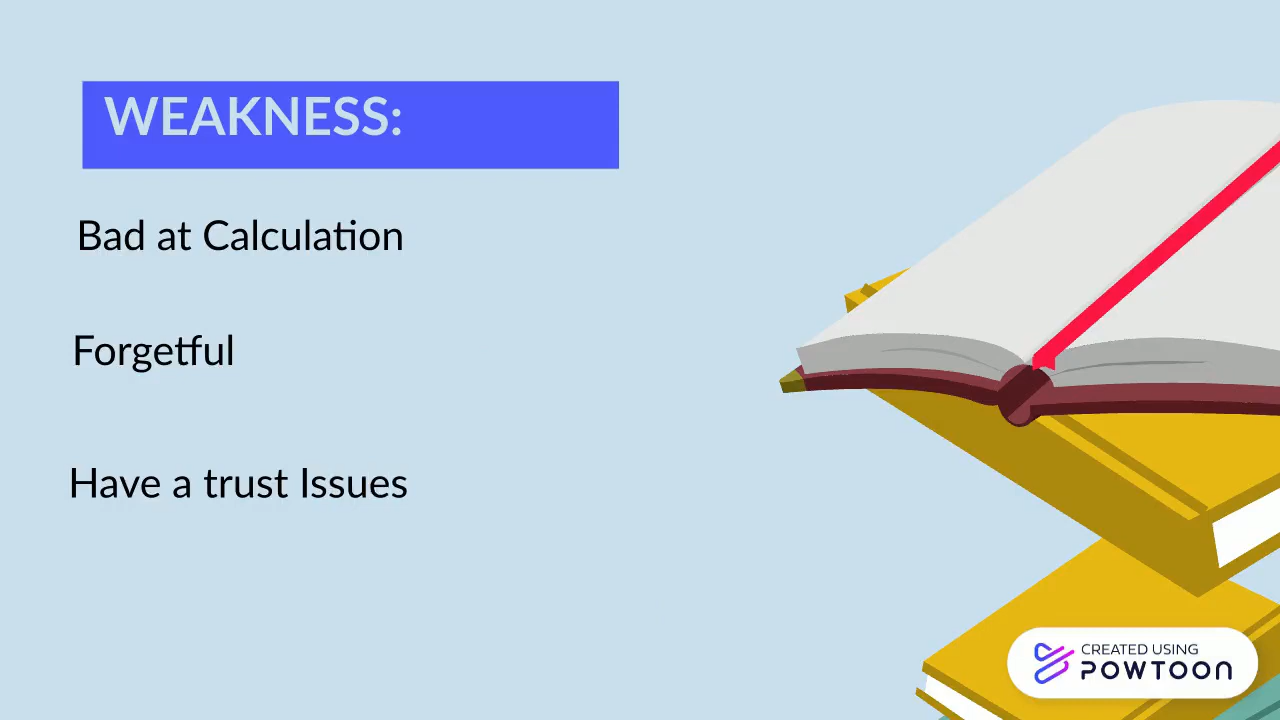 WEAKNESS:
Bad at Calculation
Forgetful
Have a trust Issues
CREATED USING
POWTOON